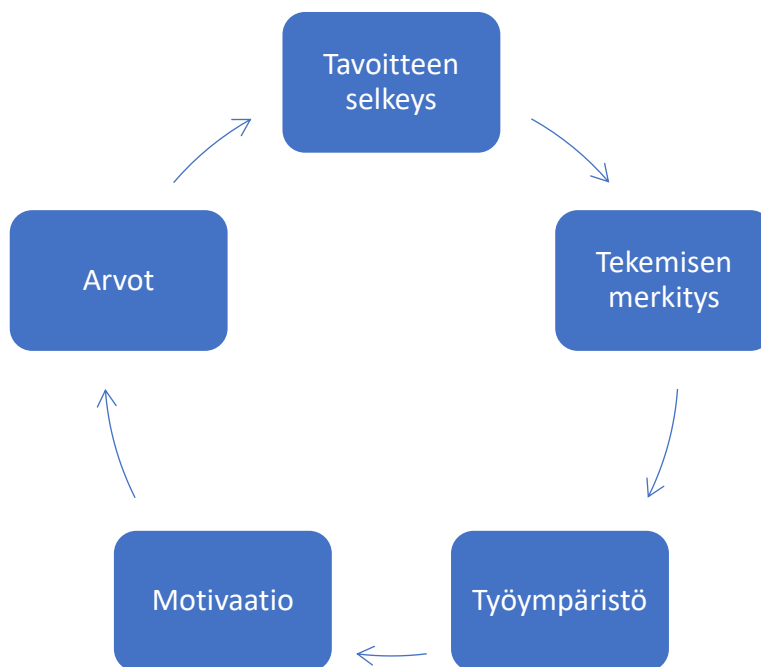 Tavoitteen
selkeys
Tekemisen
merkitys
Työympäristö
Motivaatio
Arvot